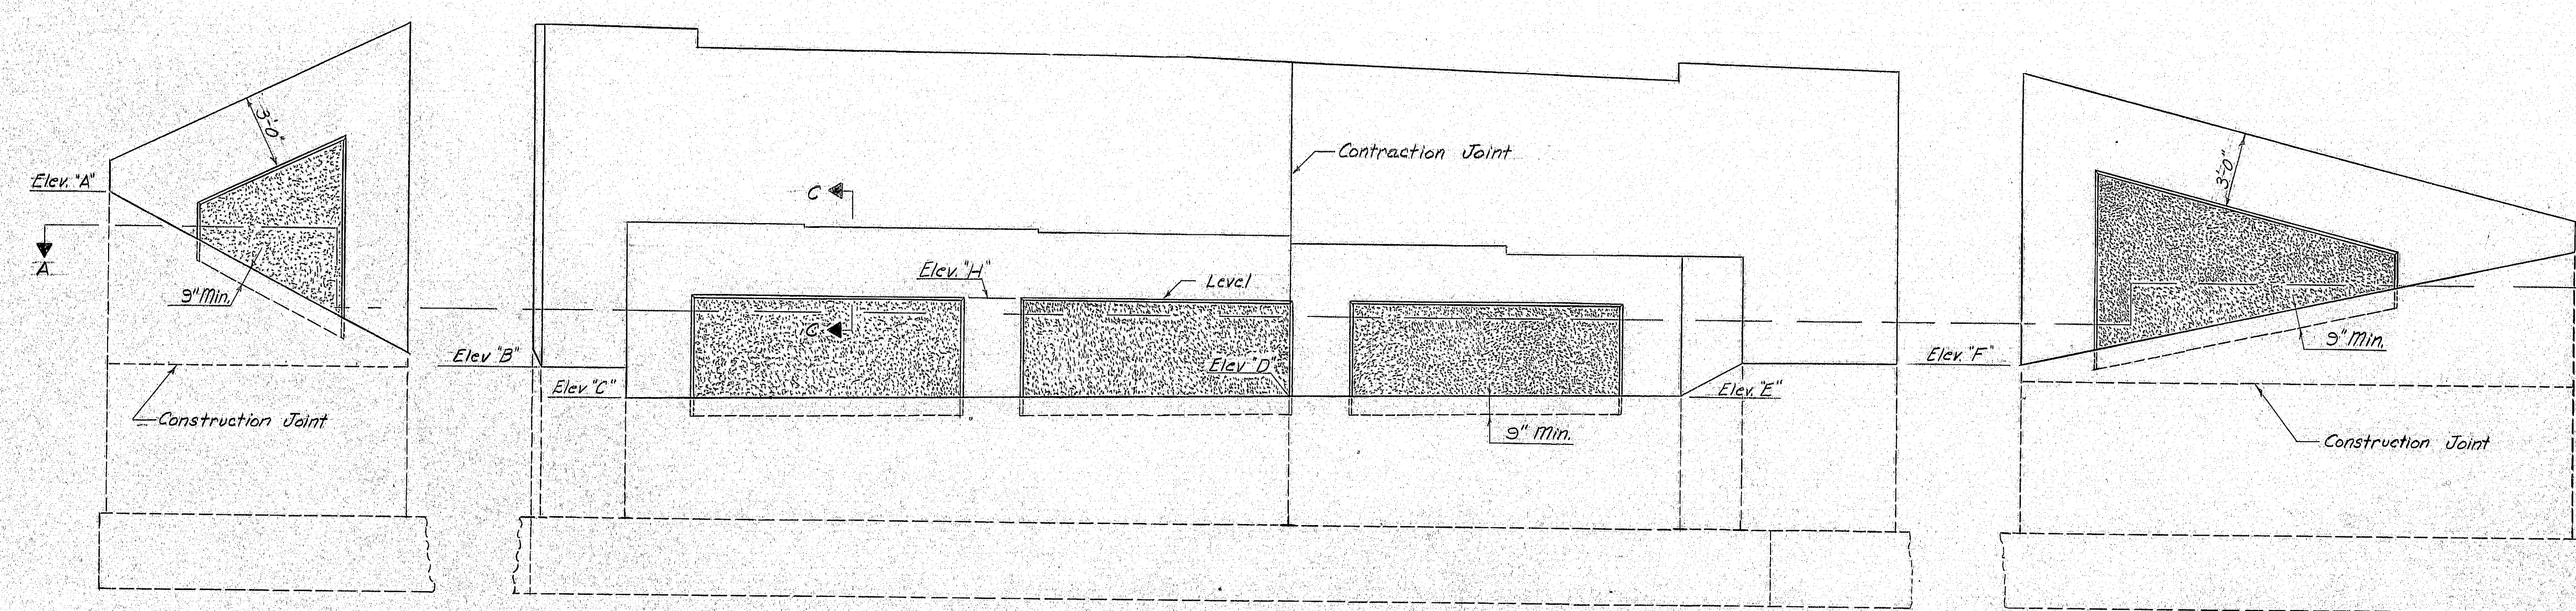 3'-0"
Elev. "A"
A
9" Min.
Construction Joint
Elev "B"
Elev "C"
C
Elev. "H"
Level
C
Elev "D"
Contraction Joint
9" Min.
Elev. "E"
Elev. "F"
3'-0"
9" Min.
Construction Joint